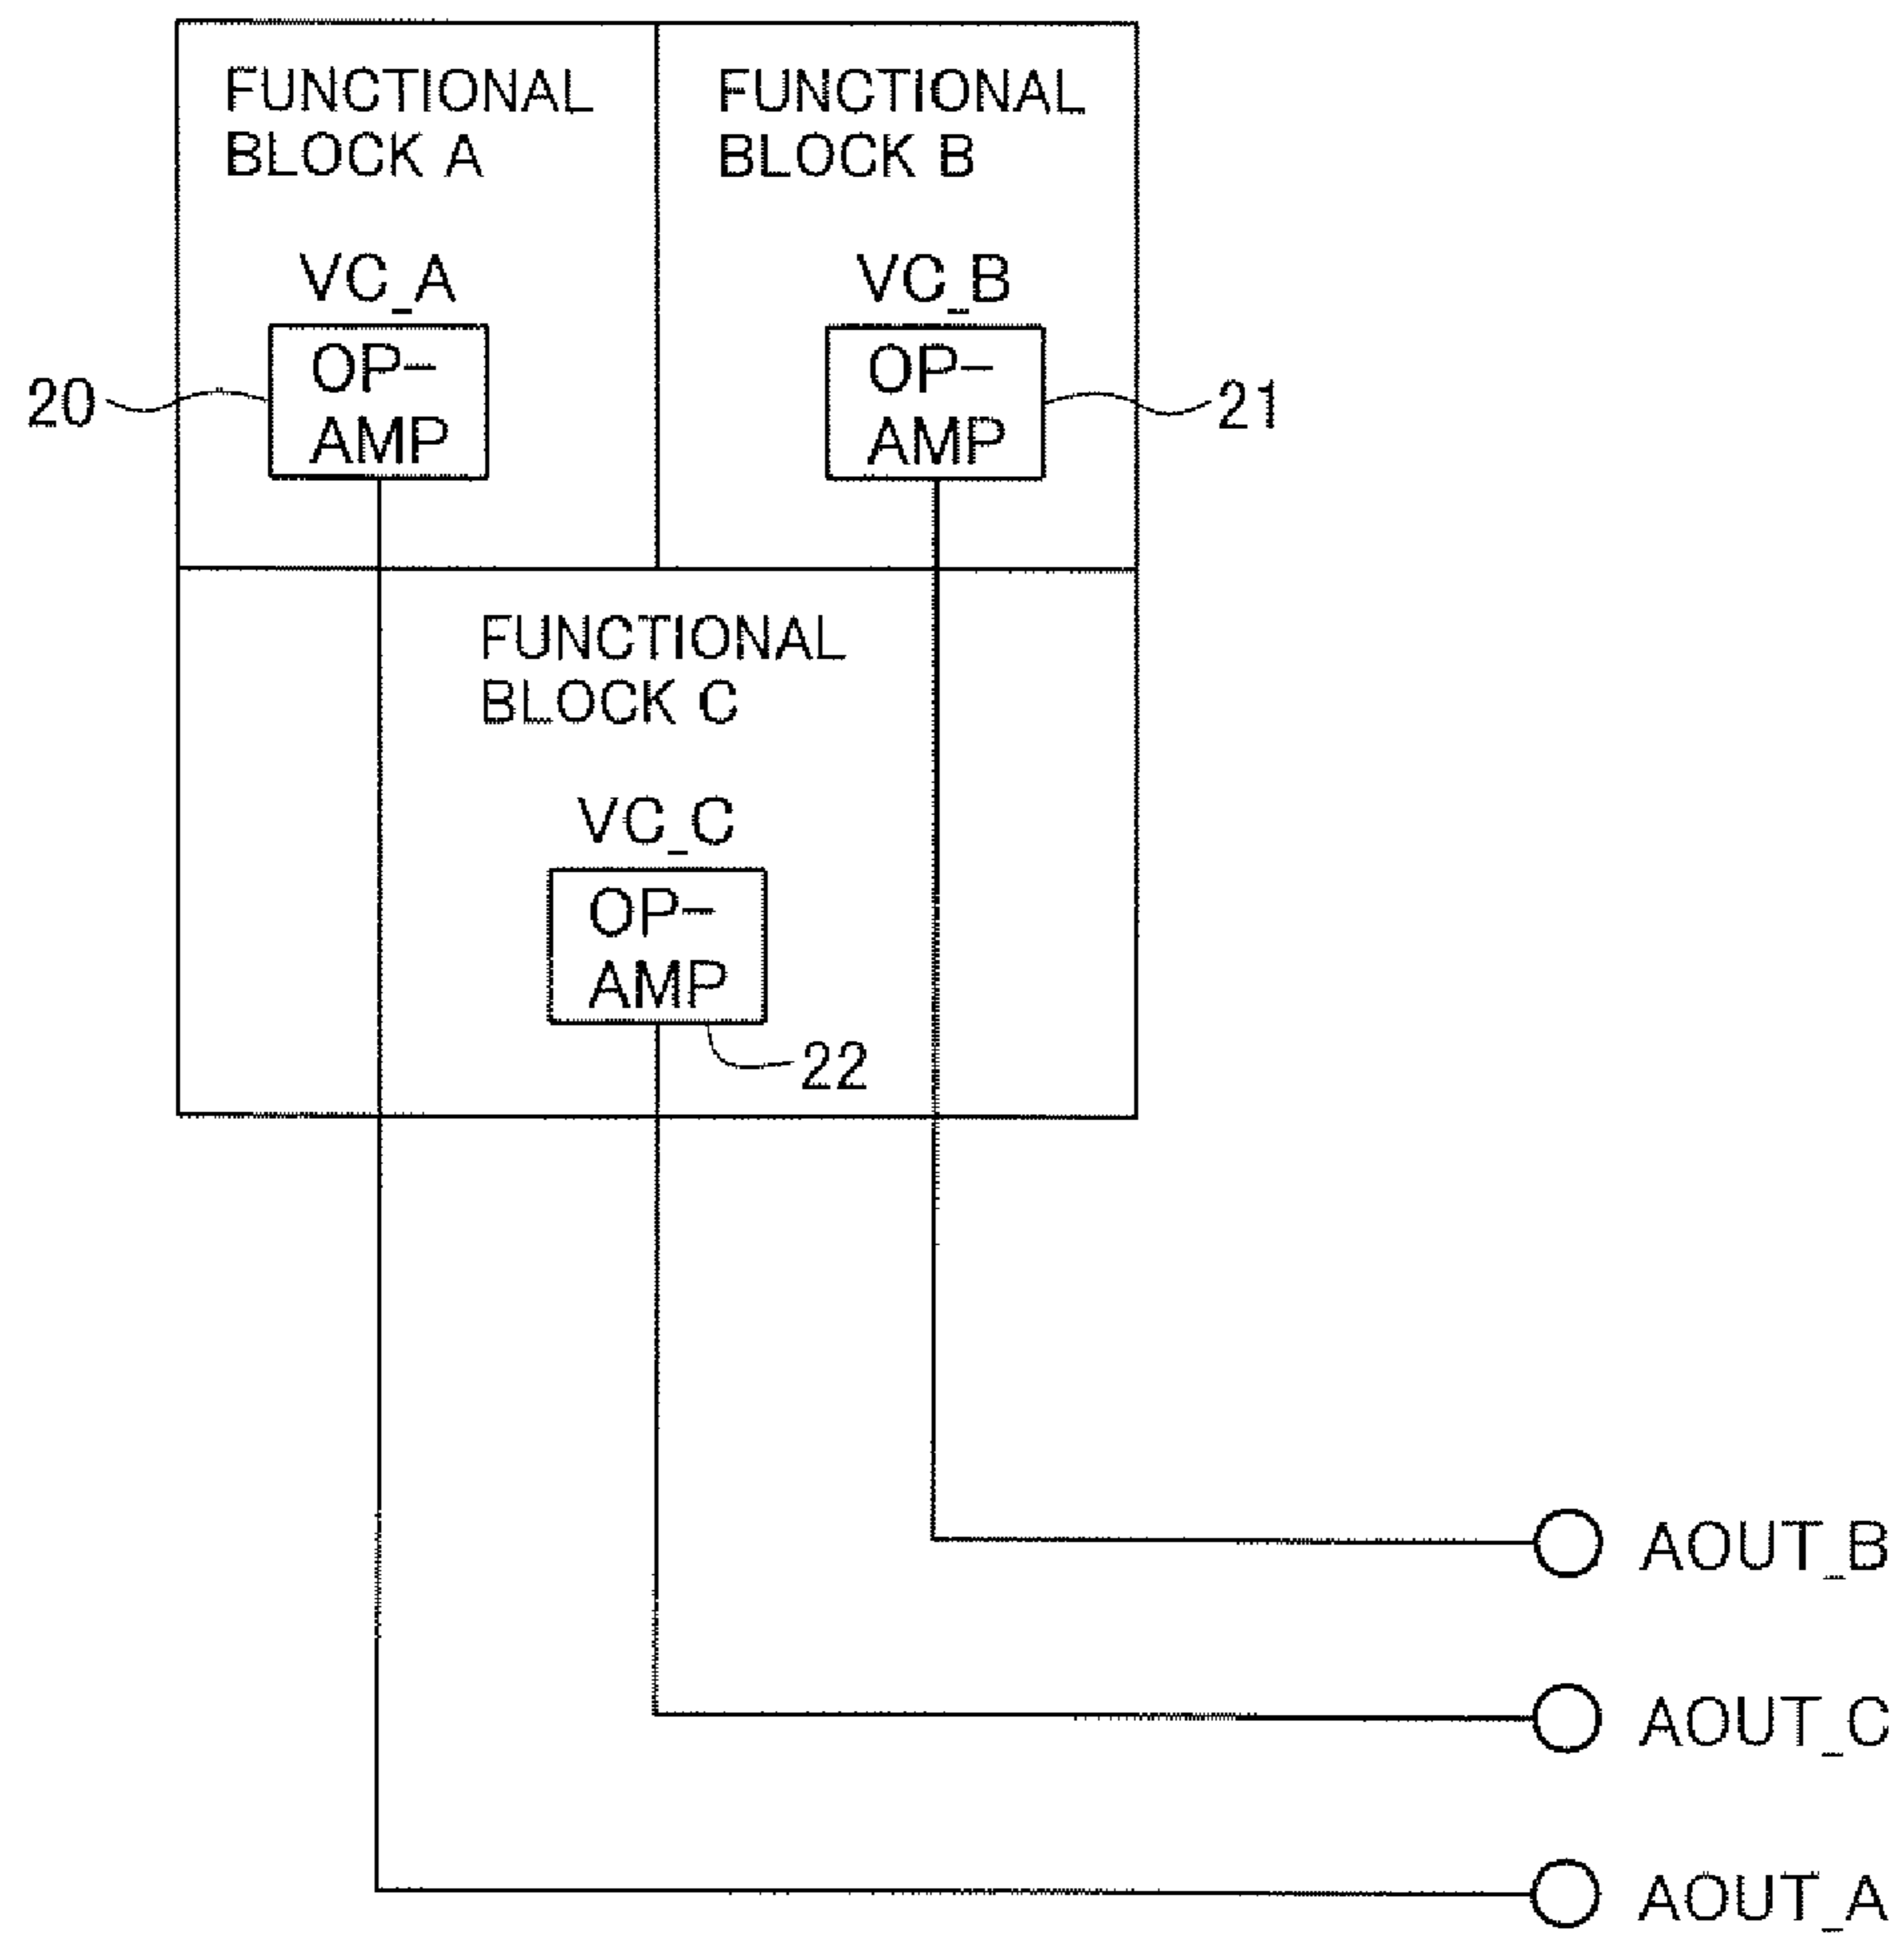 FUNCTIONAL
BLOCK A
FUNCTIONAL
BLOCK B
VC_A
VC_B
OP-
AMP
OP-
AMP
20
21
FUNCTIONAL
BLOCK C
VC_C
OP-
AMP
22
AOUT_B
AOUT_C
AOUT_A